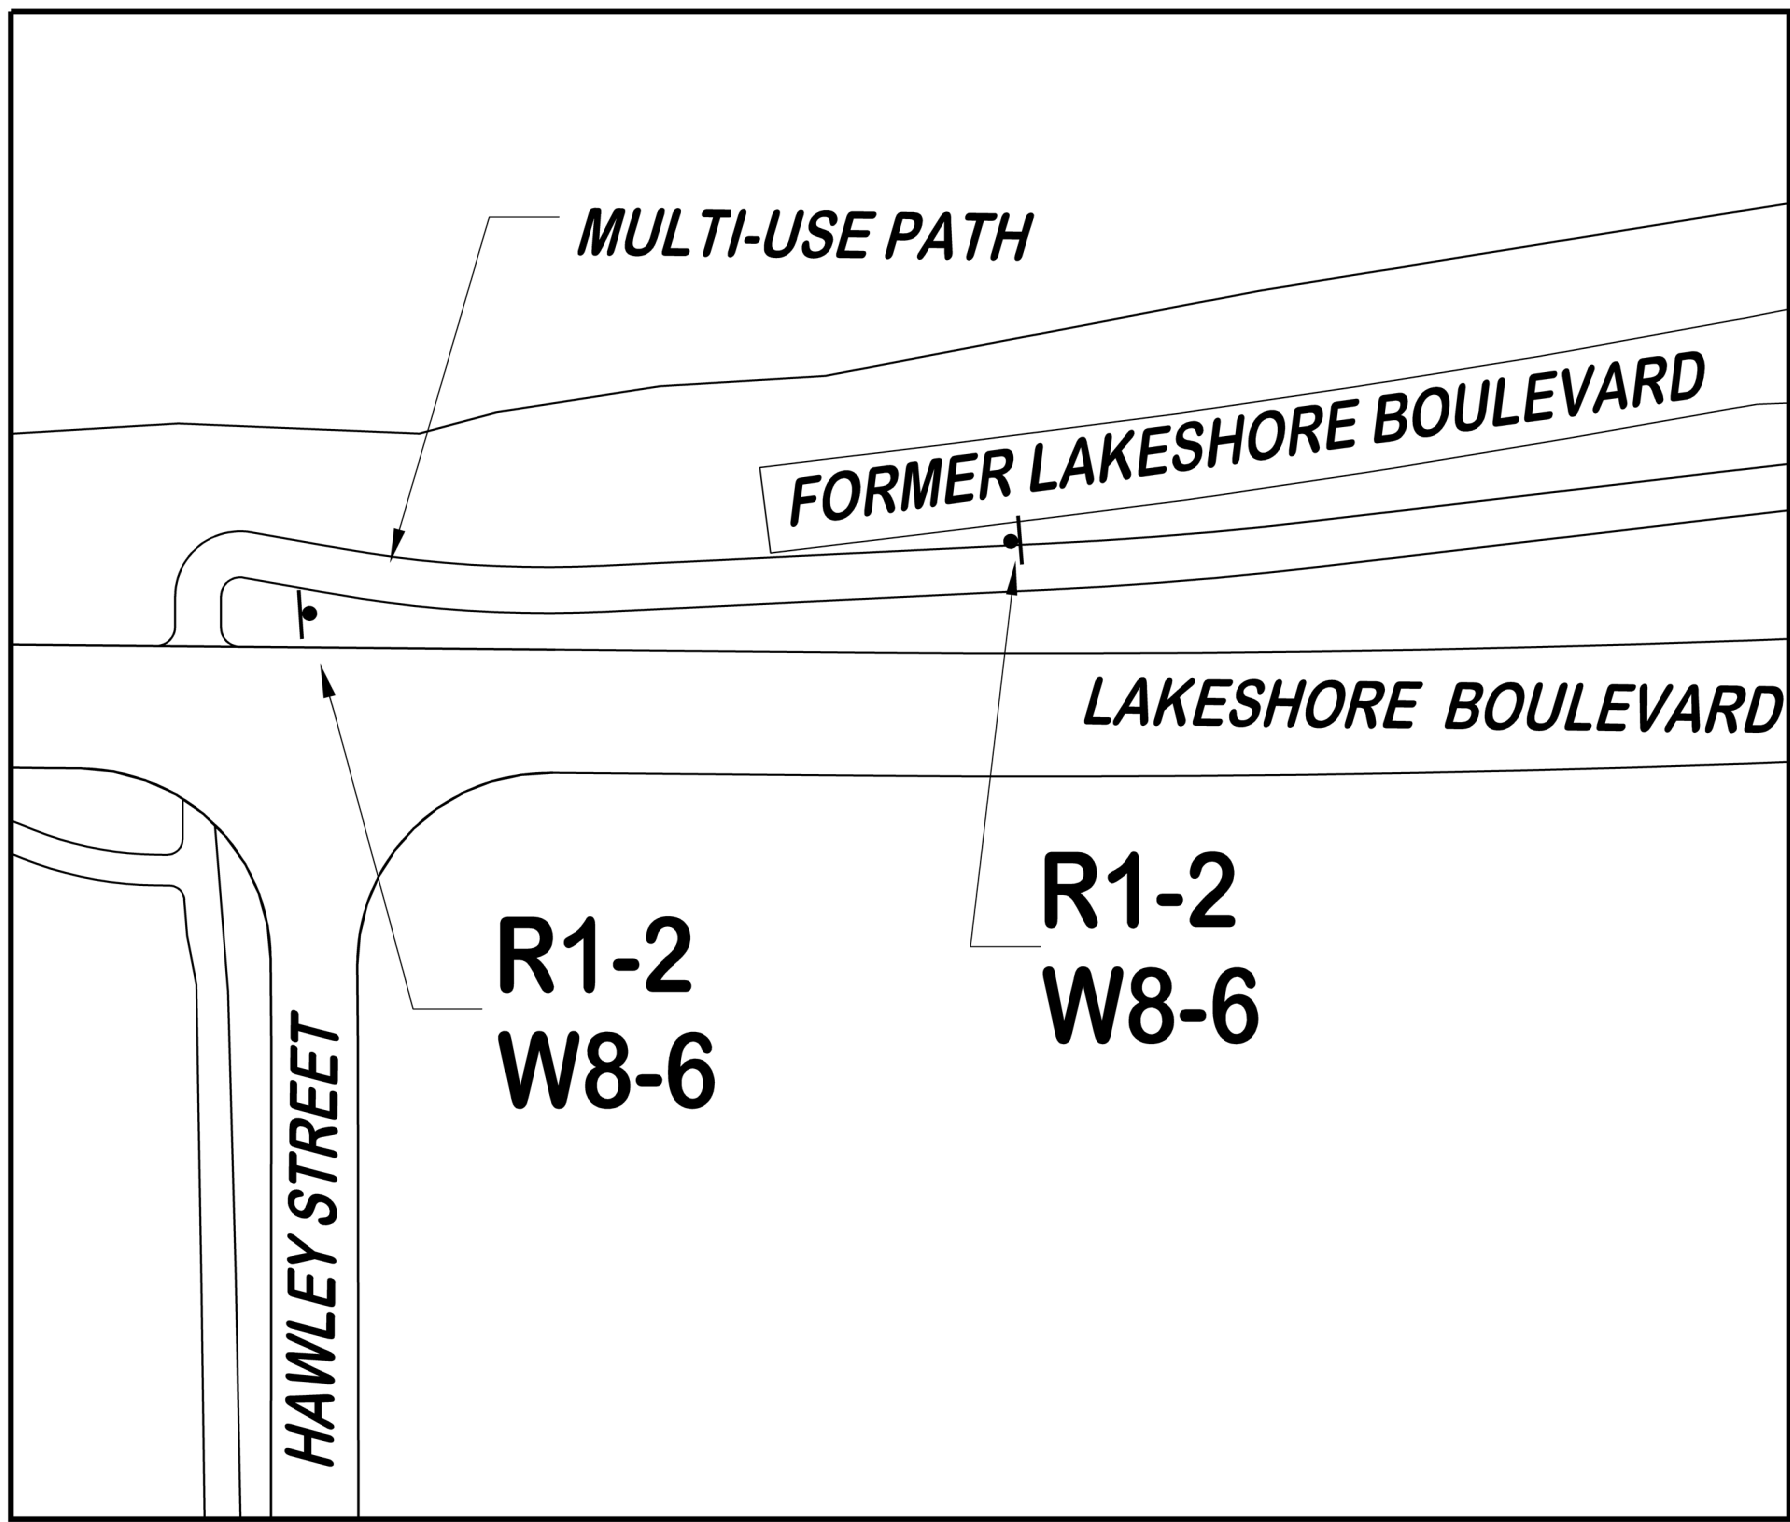 MULTI-USE PATH
FORMER LAKESHORE BOULEVARD
LAKESHORE BOULEVARD
R1-2
W8-6
R1-2
W8-6
HAWLEY STREET